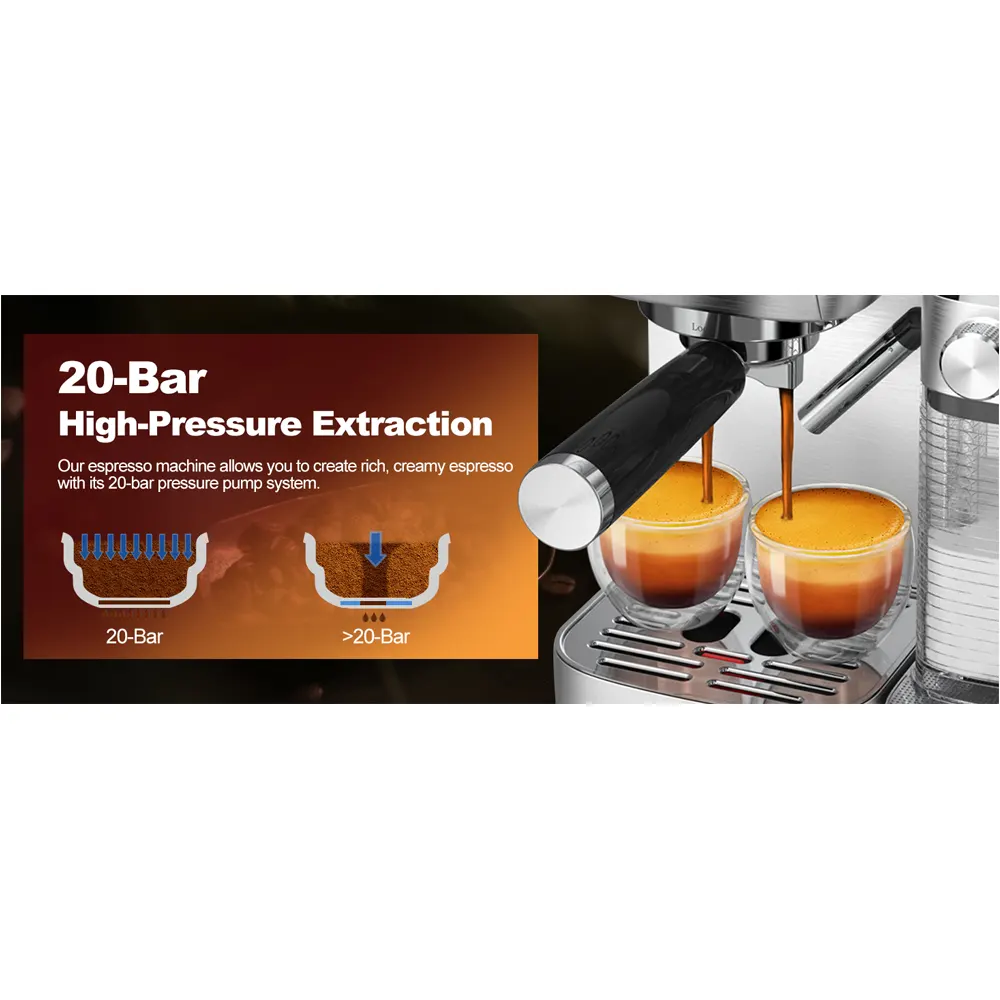 20-Bar
High-Pressure Extraction
Our espresso machine allows you to create rich, creamy espresso
with its 20-bar pressure pump system.
20-Bar
>20-Bar